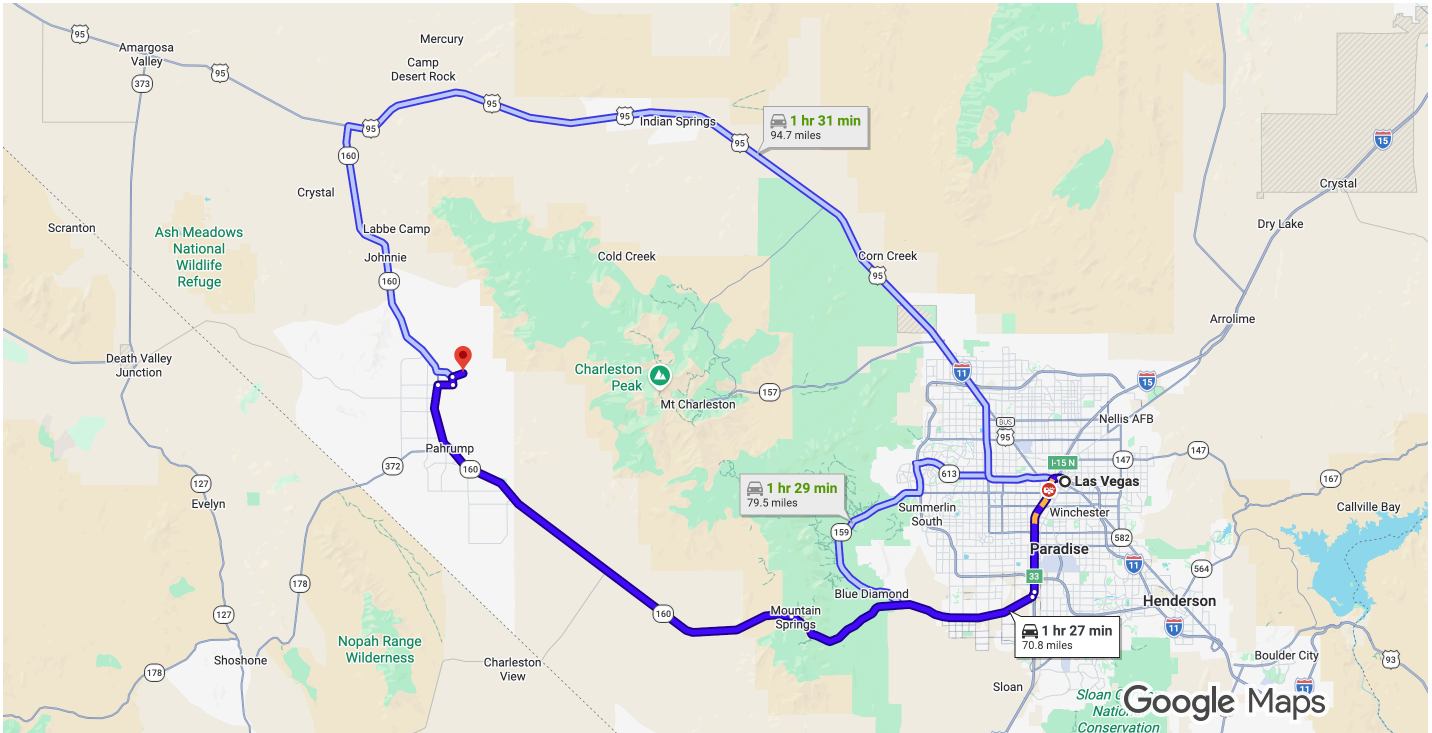 Mercury
95
Amargosa
Valley
Camp
Desert Rock
95
373
95
95
95
Indian Springs
1 hr 31 min
94.7 miles
95
15
160
Crystal
Crystal
Scranton
Labbe Camp
Dry Lake
Ash Meadows
National
Wildlife
Refuge
Johnnie
Cold Creek
Corn Creek
95
160
Arrolime
Death Valley
Junction
Charleston
Peak
11
15
157
Mt Charleston
Nellis AFB
BUS
95
Pahrump
372
160
147
147
I-15 N
613
Las Vegas
167
127
Evelyn
1 hr 29 min
79.5 miles
Summerlin
South
Winchester
Callville Bay
159
582
Paradise
11
564
178
33
Blue Diamond
Henderson
127
160
Mountain
Springs
11
1 hr 27 min
70.8 miles
Nopah Range
Wilderness
Shoshone
178
Charleston
View
Boulder City
93
Sloan
11
Sloan C
Nati
Conservation
Google Maps